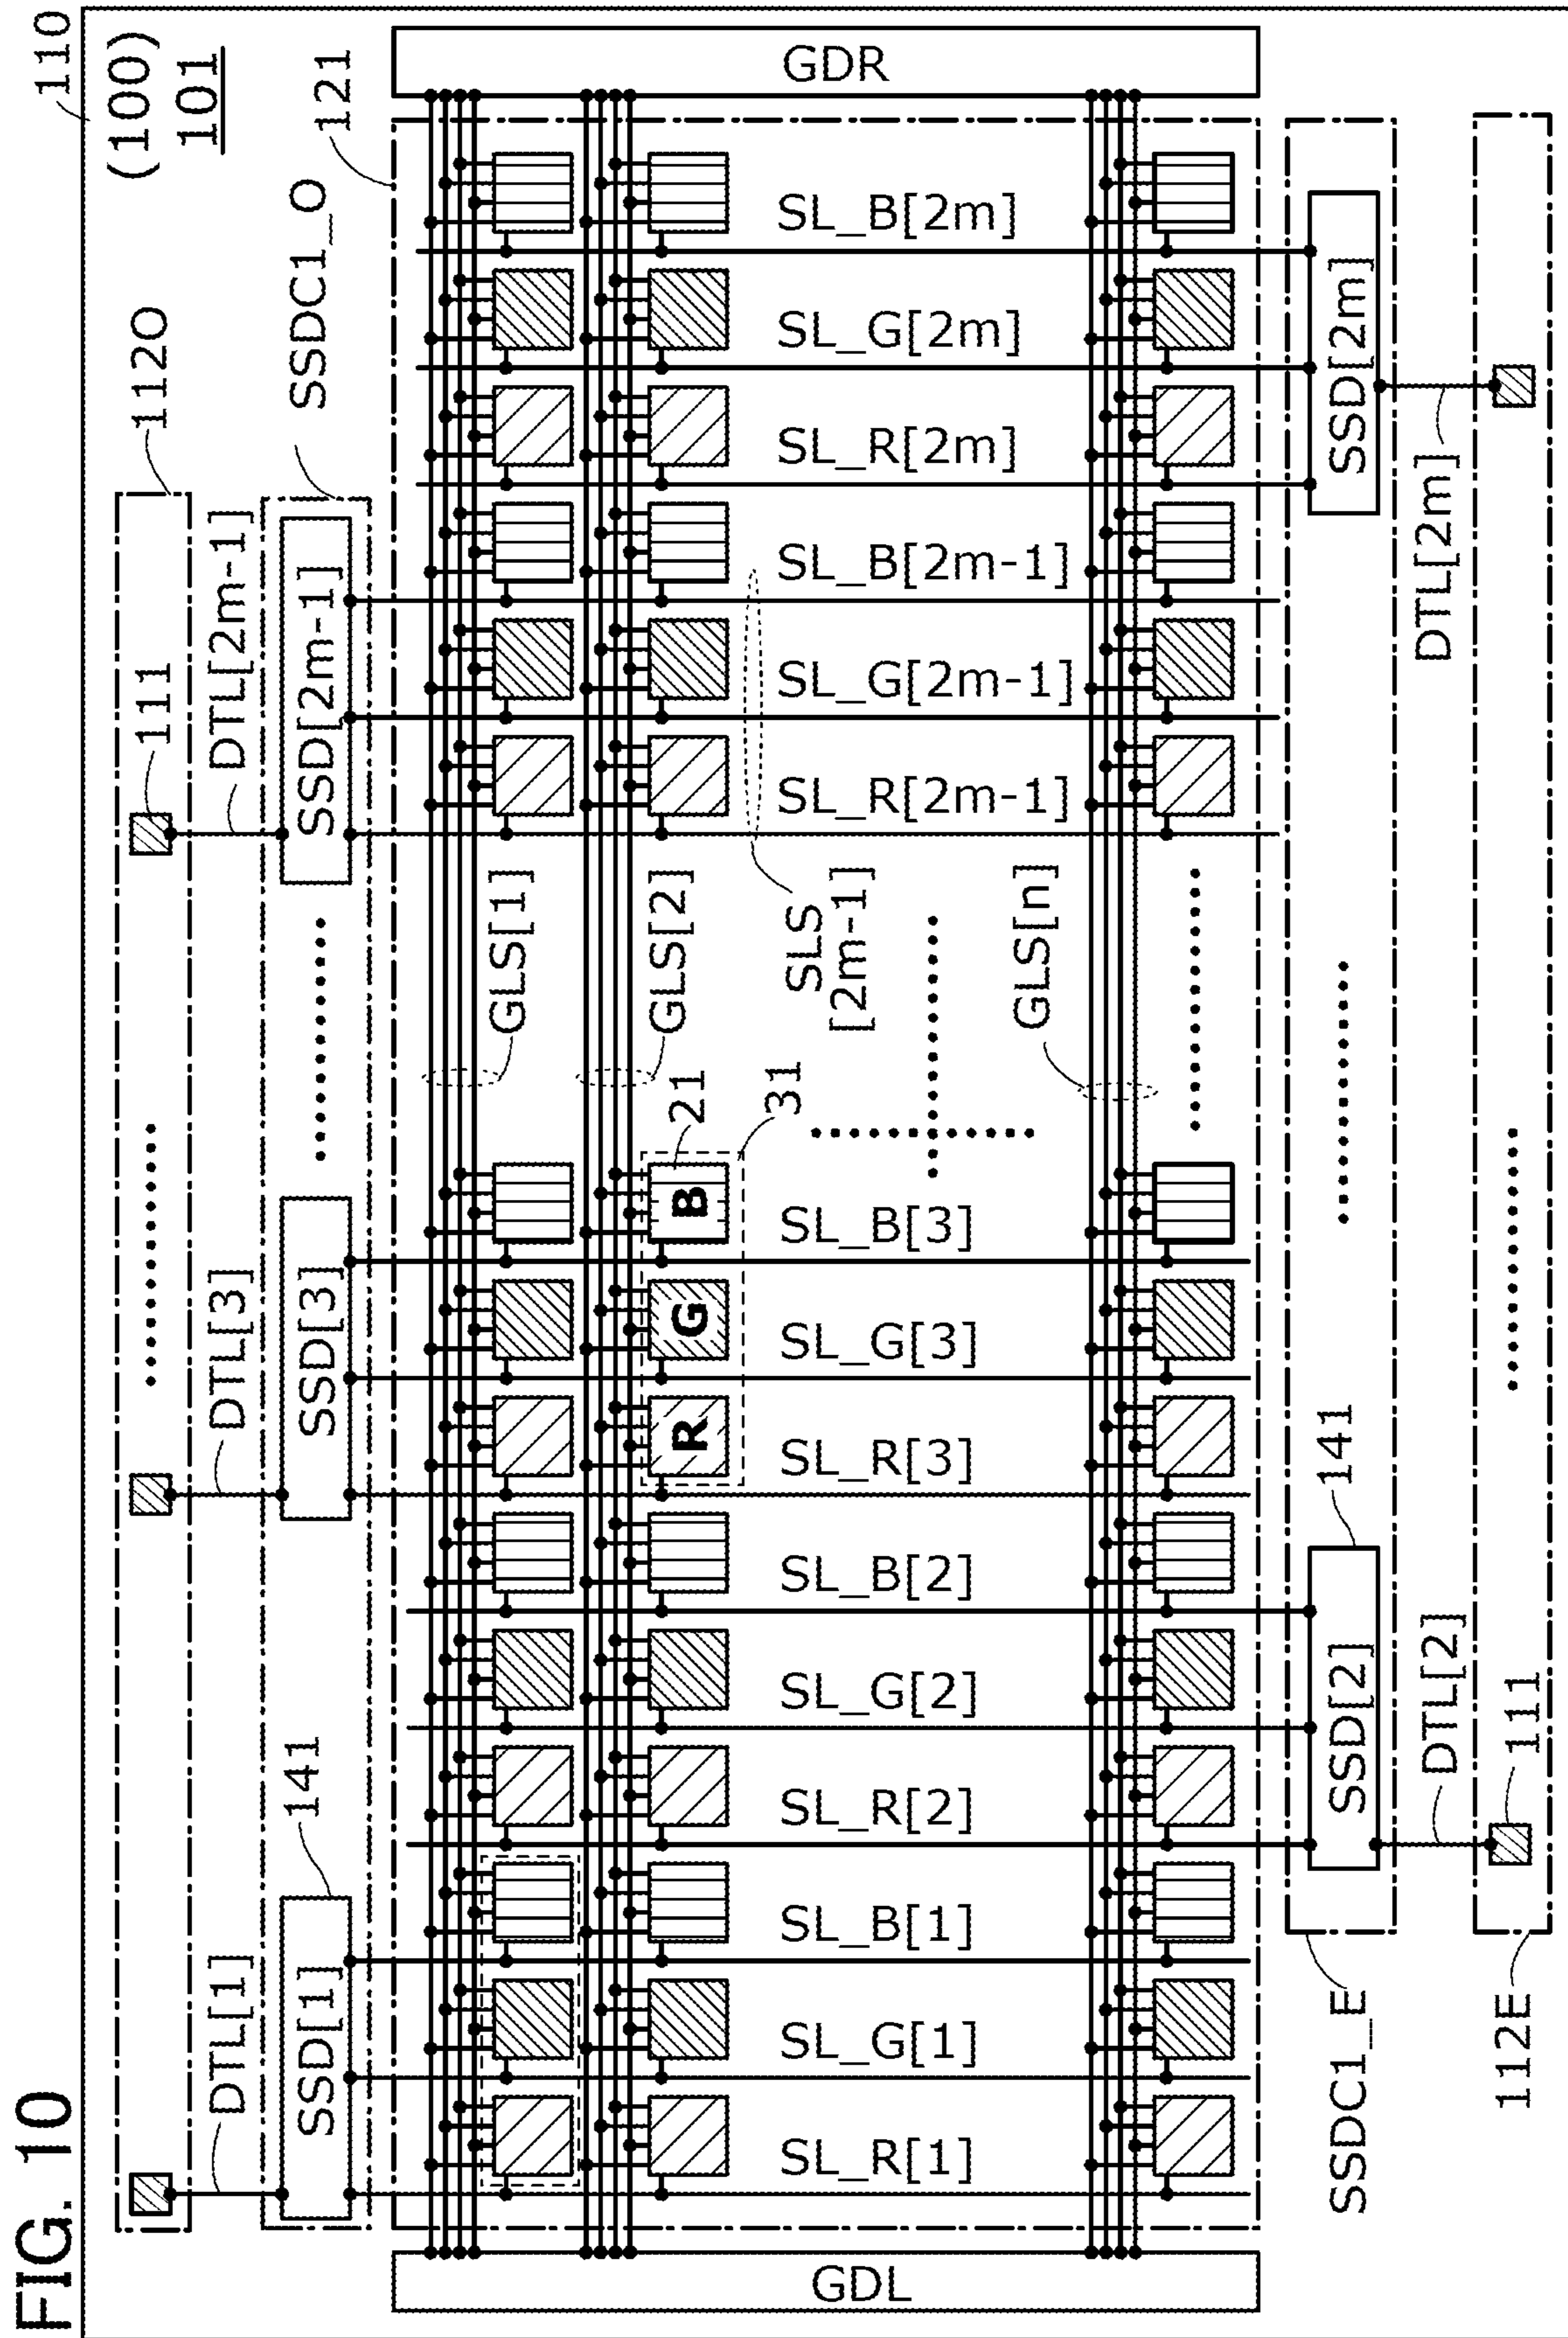 FIG. 10
110
(100)
101
112O
111
DTL[1]
DTL[3]
DTL[2m-1]
SSDC1_O
141
SSD[1]
SSD[3]
SSD[2m-1]
121
GDL
GDR
GLS[1]
GLS[2]
21
31
R
G
B
SL_R[1]
SL_G[1]
SL_B[1]
SL_R[2]
SL_G[2]
SL_B[2]
SL_R[3]
SL_G[3]
SL_B[3]
SLS
[2m-1]
SL_R[2m-1]
SL_G[2m-1]
SL_B[2m-1]
SL_R[2m]
SL_G[2m]
SL_B[2m]
GLS[n]
SSDC1_E
SSD[2]
141
SSD[2m]
DTL[2]
DTL[2m]
112E
111